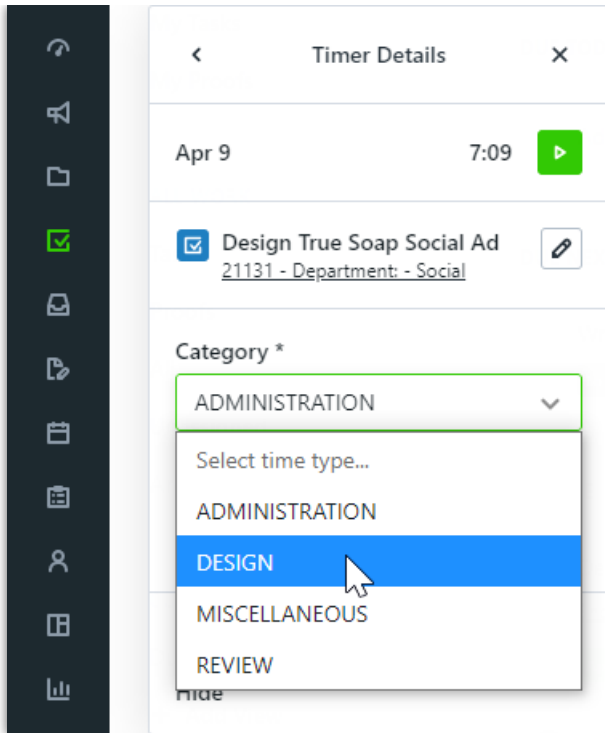 Timer Details
Apr 9 7:09
Design True Soap Social Ad
21131 - Department: - Social
Category *
ADMINISTRATION
Select time type...
ADMINISTRATION
DESIGN
MISCELLANEOUS
REVIEW
Hide